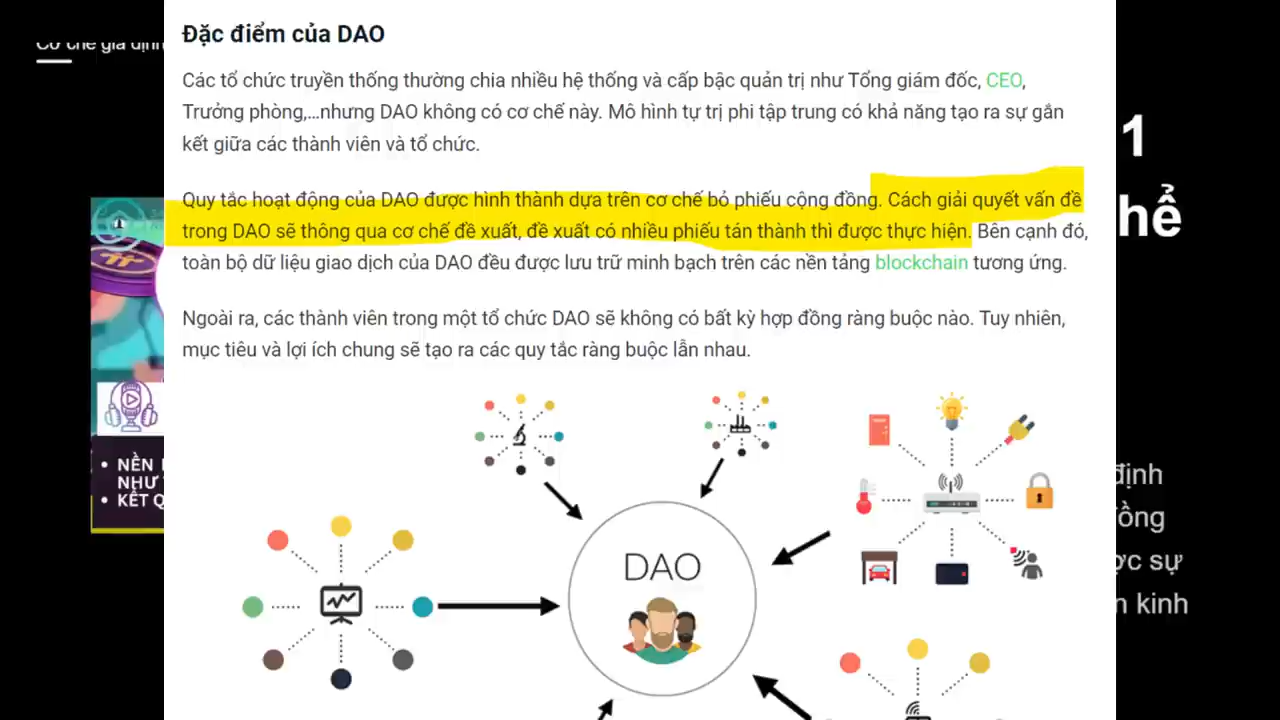 Đặc điểm của DAO
Các tổ chức truyền thống thường chia nhiều hệ thống và cấp bậc quản trị như Tổng giám đốc, CEO,
Trưởng phòng,...nhưng DAO không có cơ chế này. Mô hình tự trị phi tập trung có khả năng tạo ra sự gắn
kết giữa các thành viên và tổ chức.
Quy tắc hoạt động của DAO được hình thành dựa trên cơ chế bỏ phiếu cộng đồng. Cách giải quyết vấn đề
trong DAO sẽ thông qua cơ chế đề xuất, đề xuất có nhiều phiếu tán thành thì được thực hiện. Bên cạnh đó,
toàn bộ dữ liệu giao dịch của DAO đều được lưu trữ minh bạch trên các nền tảng blockchain tương ứng.
Ngoài ra, các thành viên trong một tổ chức DAO sẽ không có bất kỳ hợp đồng ràng buộc nào. Tuy nhiên,
mục tiêu và lợi ích chung sẽ tạo ra các quy tắc ràng buộc lẫn nhau.
DAO
1
hể
• NỀN
NHƯ
• KẾT
định
sự
kinh